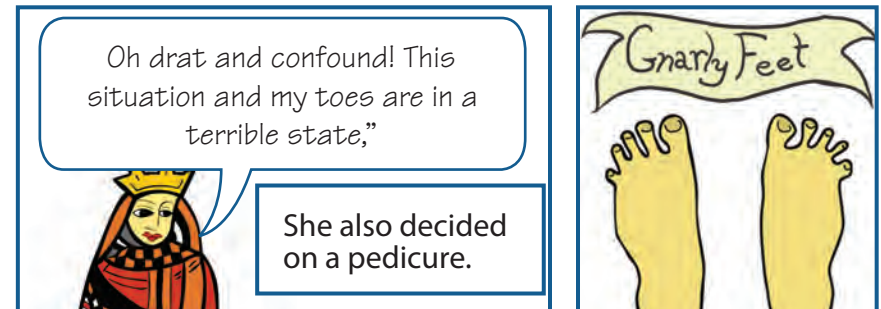 Oh drat and confound! This
situation and my toes are in a
terrible state,”
She also decided
on a pedicure.
Gnarly Feet